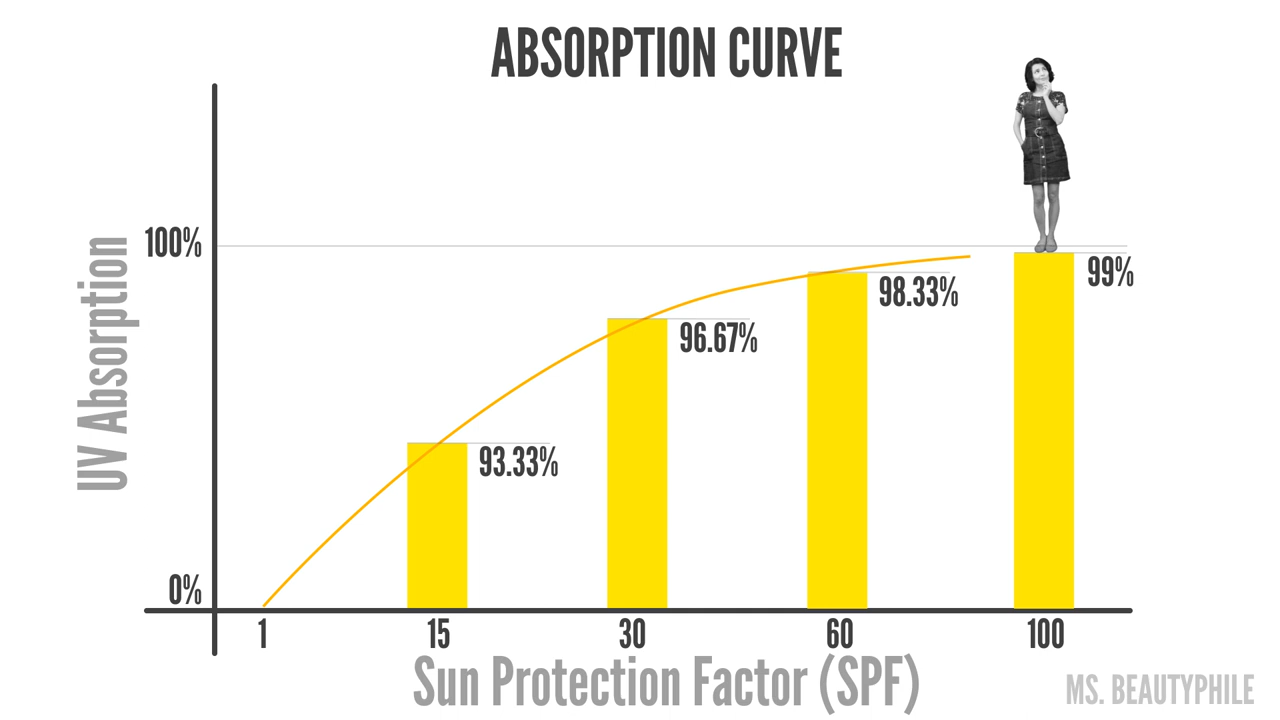 ABSORPTION CURVE
100%
99%
98.33%
96.67%
93.33%
UV Absorption
0%
1
15
30
60
100
Sun Protection Factor (SPF)
MS. BEAUTYPHILE